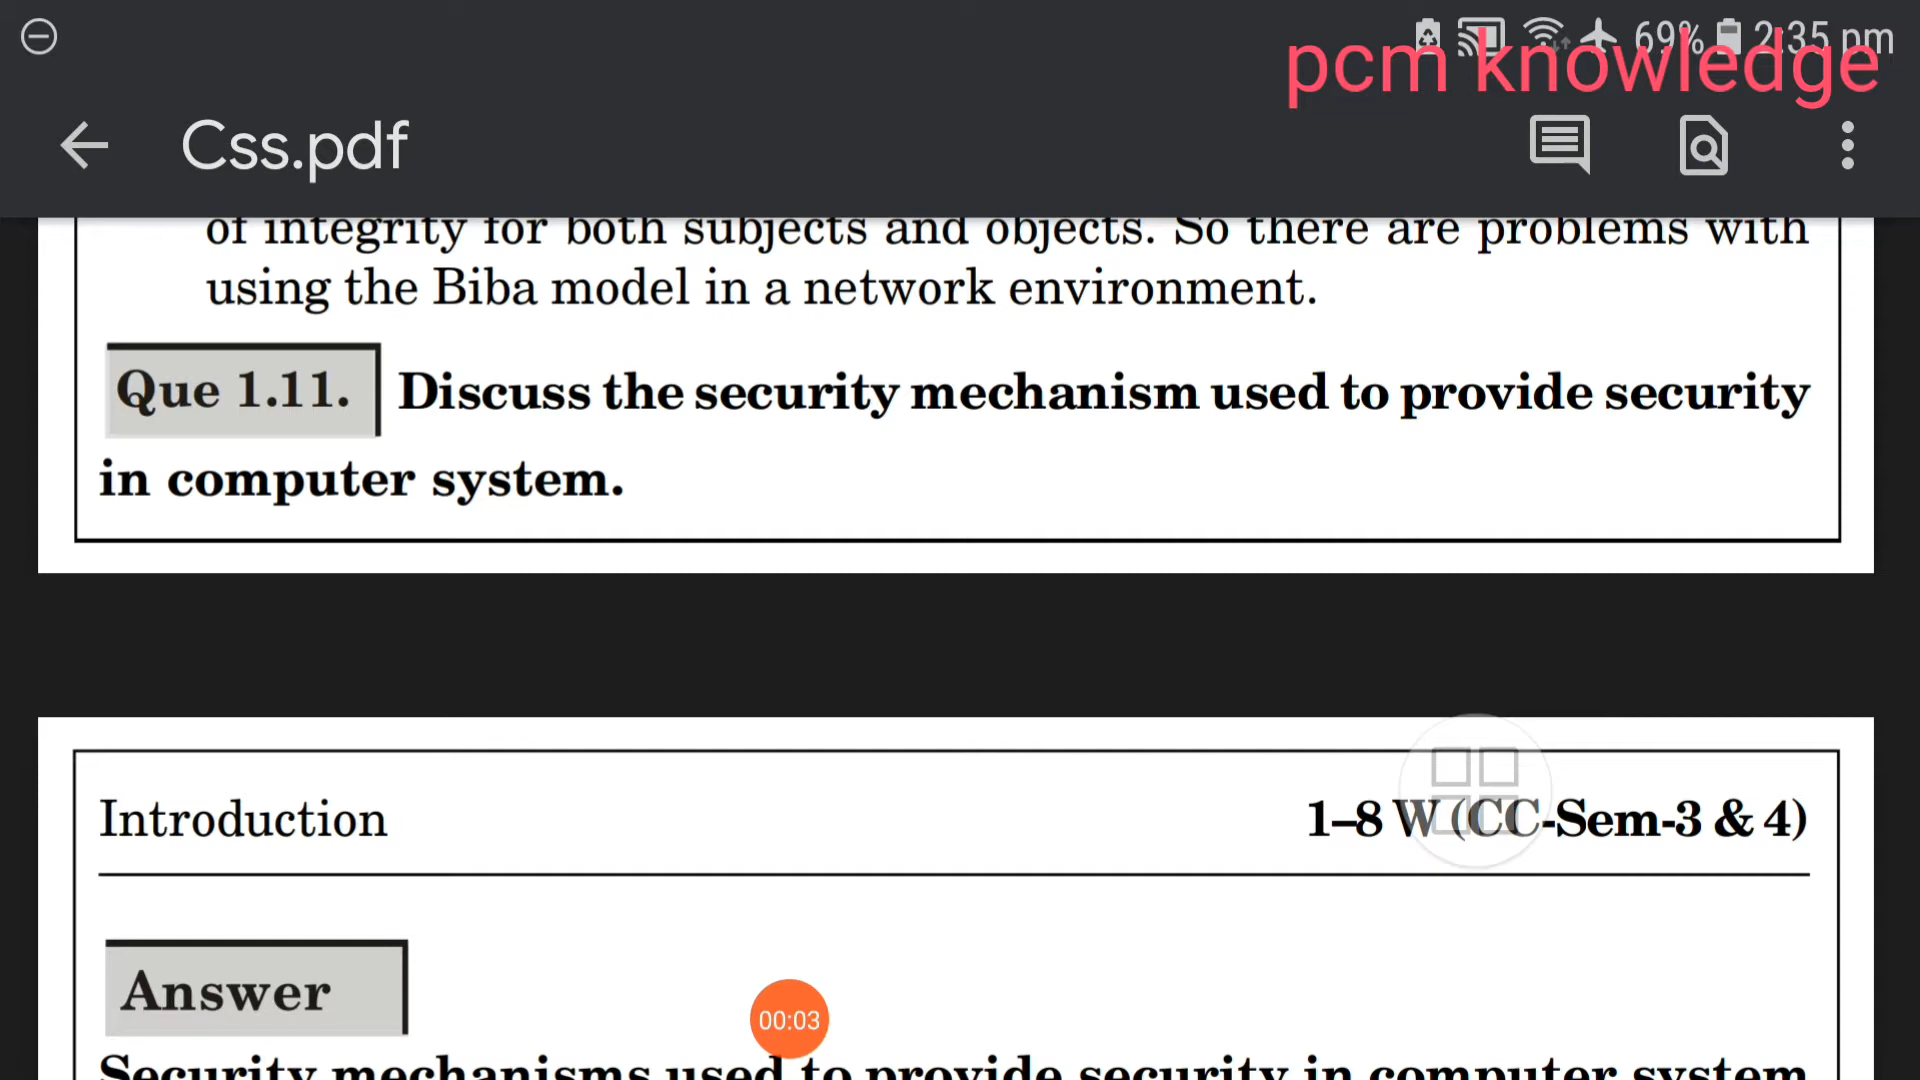 69% 2:35 pm
pcm knowledge
Css.pdf
of integrity for both subjects and objects. So there are problems with
using the Biba model in a network environment.
Que 1.11. Discuss the security mechanism used to provide security
in computer system.
Introduction 1–8 W (CC-Sem-3 & 4)
Answer
00:03
Security mechanisms used to provide security in computer system